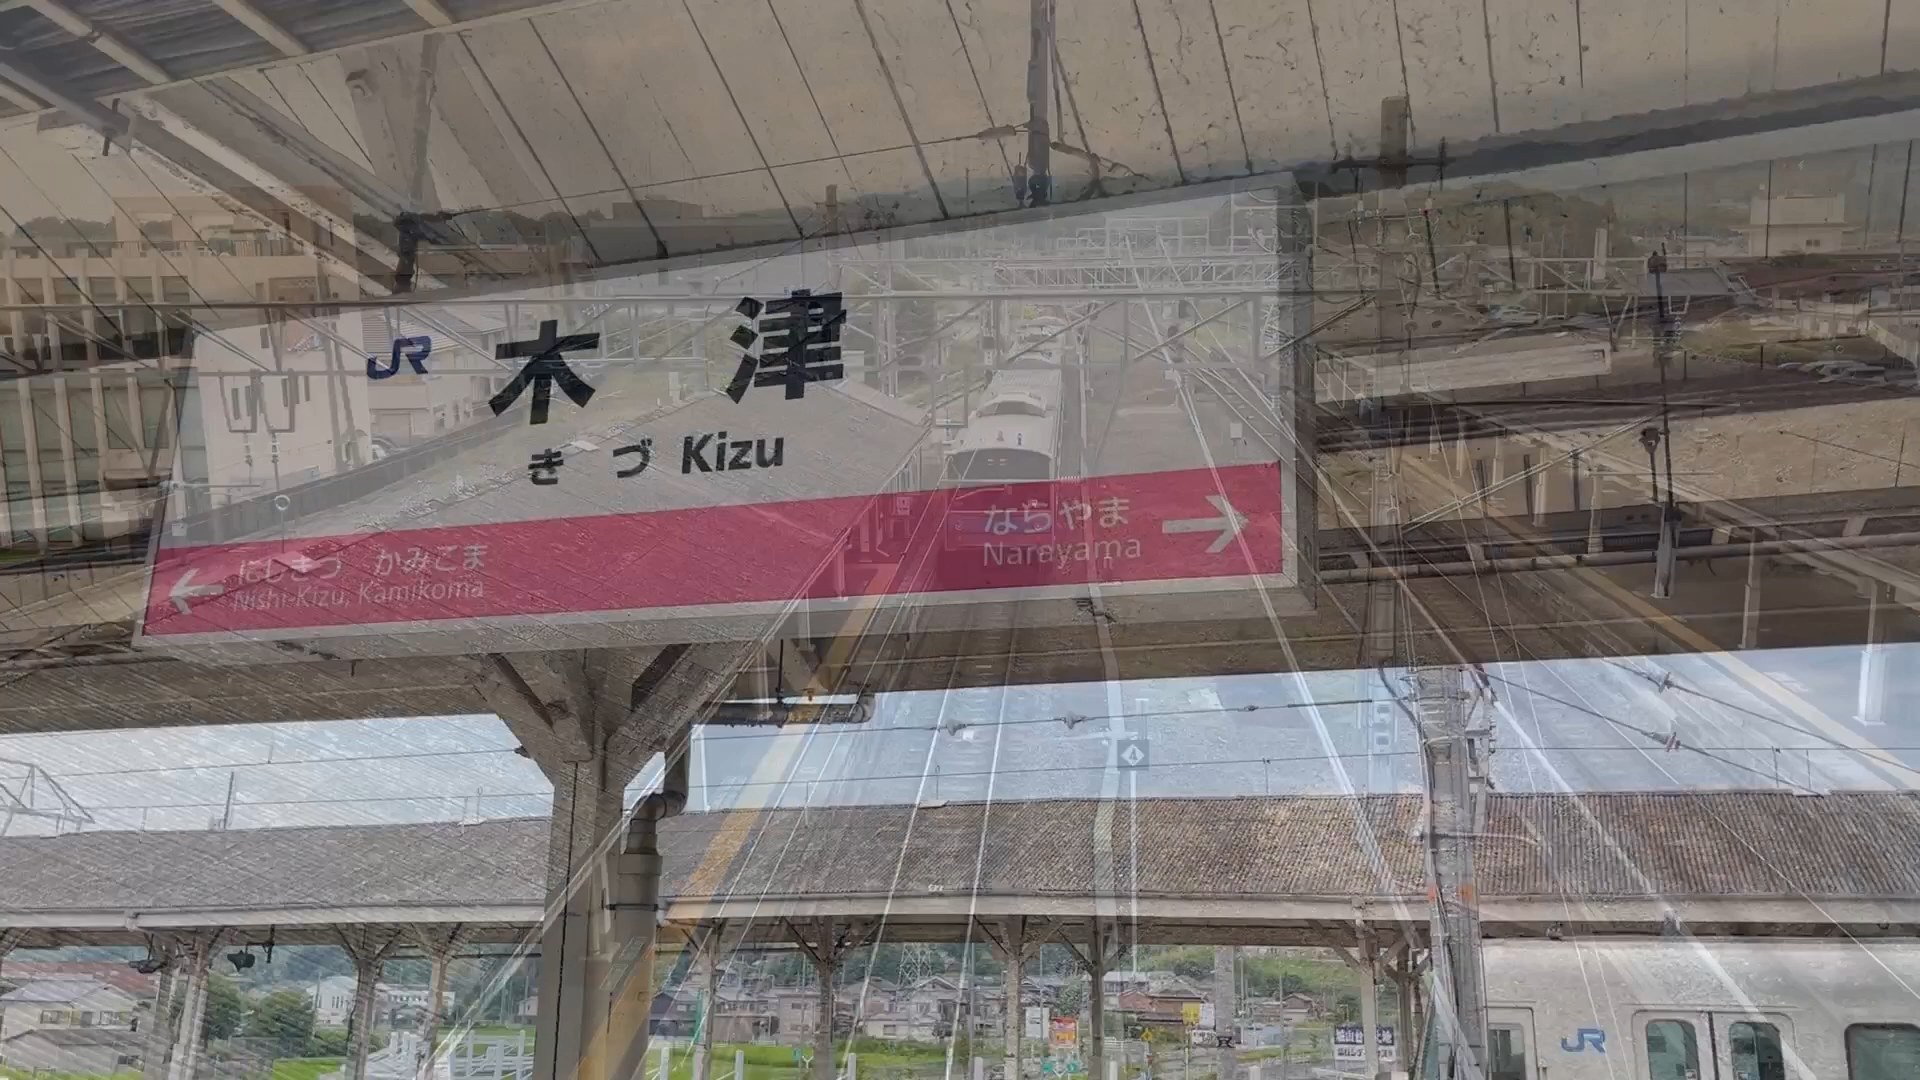 JR 木津
きづ Kizu
ならやま
Narayama
にしきづ かみこま
Nishi-Kizu, Kamikoma
4
JR